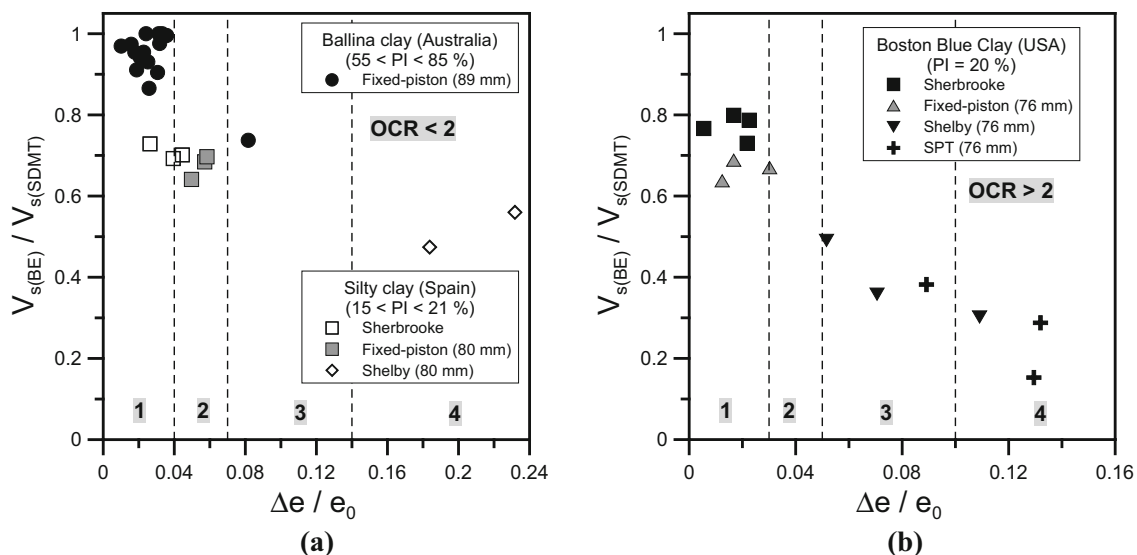 V_s(BE) / V_s(SDMT)
1
0.8
0.6
0.4
0.2
0
Ballina clay (Australia)
(55 < PI < 85 %)
Fixed-piston (89 mm)
OCR < 2
Silty clay (Spain)
(15 < PI < 21 %)
Sherbrooke
Fixed-piston (80 mm)
Shelby (80 mm)
1 2 3 4
0 0.04 0.08 0.12 0.16 0.2 0.24
Δe / e₀
(a)
V_s(BE) / V_s(SDMT)
1
0.8
0.6
0.4
0.2
0
Boston Blue Clay (USA)
(PI = 20 %)
Sherbrooke
Fixed-piston (76 mm)
Shelby (76 mm)
SPT (76 mm)
OCR > 2
1 2 3 4
0 0.04 0.08 0.12 0.16
Δe / e₀
(b)